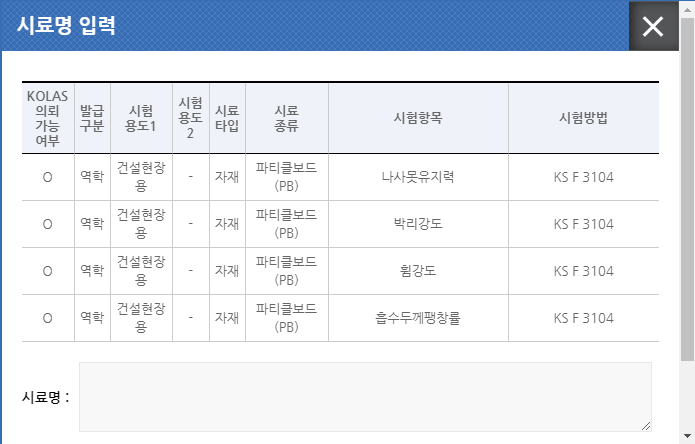 시료명 입력
KOLAS 의뢰 가능 여부 발급 구분 시험 용도1 시험 용도 2 시료 타입 시료 종류 시험항목 시험방법
O 역학 건설현장용 - 자재 파티클보드 (PB) 나사못유지력 KS F 3104
O 역학 건설현장용 - 자재 파티클보드 (PB) 박리강도 KS F 3104
O 역학 건설현장용 - 자재 파티클보드 (PB) 휨강도 KS F 3104
O 역학 건설현장용 - 자재 파티클보드 (PB) 흡수두께팽창률 KS F 3104
시료명 :